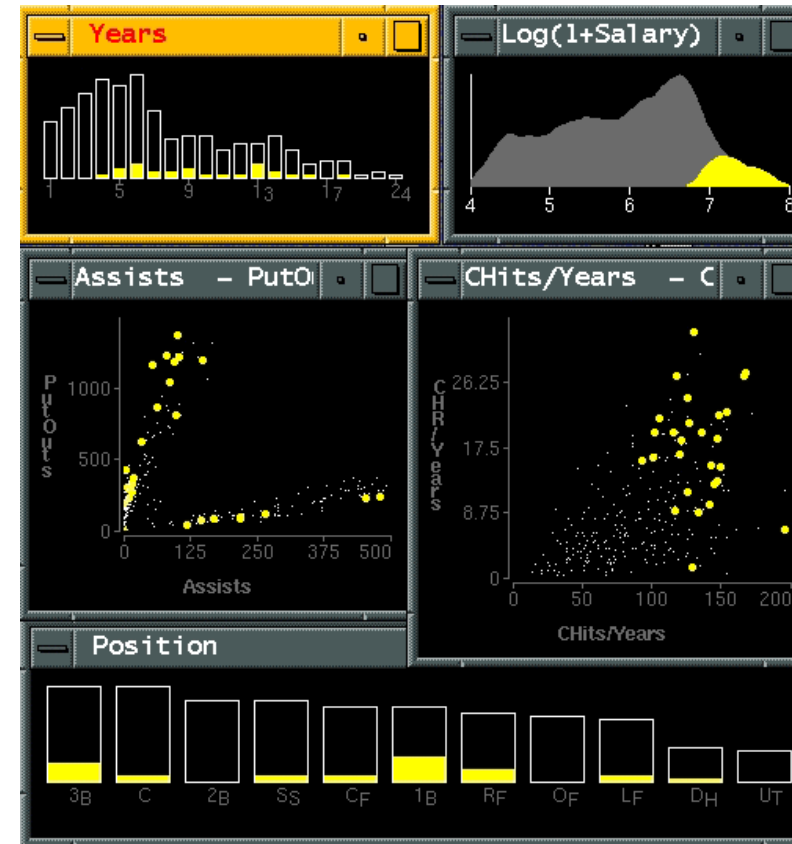 Years
Log(1+Salary)
1 5 9 13 17 24
4 5 6 7 8
Assists - PutOu
CHits/Years - C
PutOuts
1000
500
0
0 125 250 375 500
Assists
CHR/Years
26.25
17.5
8.75
0
0 50 100 150 200
CHits/Years
Position
3B C 2B SS CF 1B RF OF LF DH UT